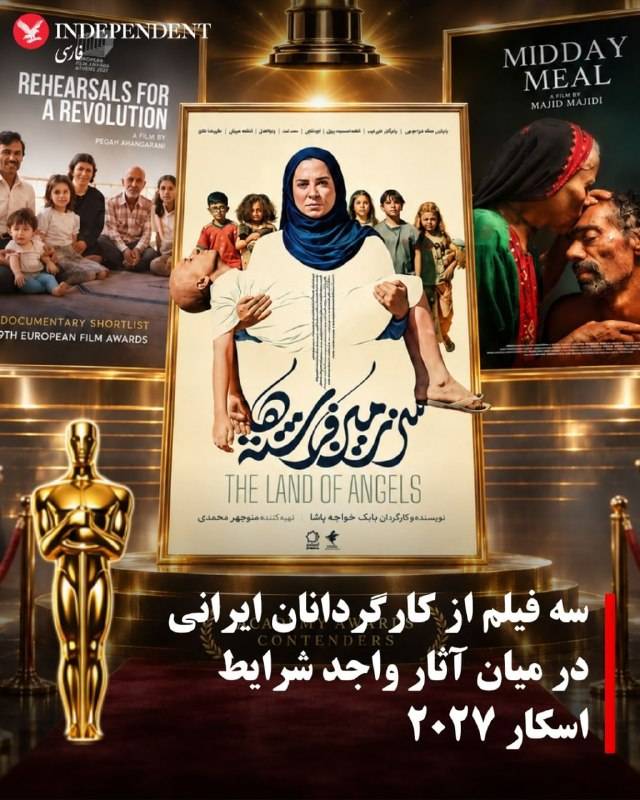 INDEPENDENT
فارسی
REHEARSALS FOR
A REVOLUTION
A FILM BY
PEGAH AHANGARANI
DOCUMENTARY SHORTLIST
9TH EUROPEAN FILM AWARDS
MIDDAY
MEAL
A FILM BY
MAJID MAJIDI
سرزمین فرشته‌ها
THE LAND OF ANGELS
نویسنده و کارگردان بابک خواجه پاشا | تهیه کننده منوچهر محمدی
سه فیلم از کارگردانان ایرانی
در میان آثار واجد شرایط
اسکار ۲۰۲۷
CONTENDERS